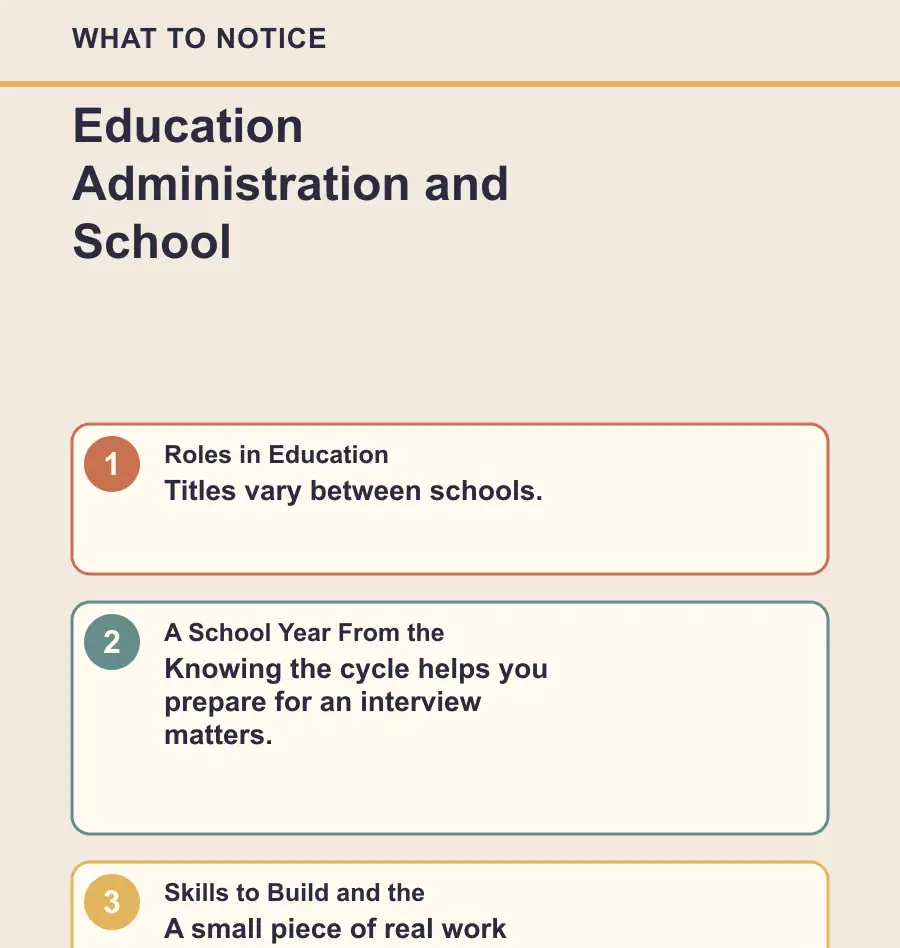 WHAT TO NOTICE
Education
Administration and
School
1
Roles in Education
Titles vary between schools.
2
A School Year From the
Knowing the cycle helps you
prepare for an interview
matters.
3
Skills to Build and the
A small piece of real work